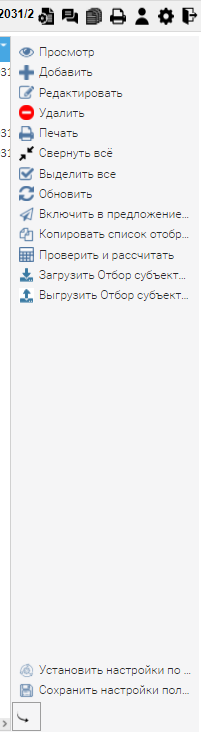 2031/2
Просмотр
Добавить
31
Редактировать
Удалить
Печать
31
Свернуть всё
31
Выделить все
Обновить
Включить в предложение...
Копировать список отобр...
Проверить и рассчитать
Загрузить Отбор субъект...
Выгрузить Отбор субъект...
Установить настройки по ...
Сохранить настройки пол...